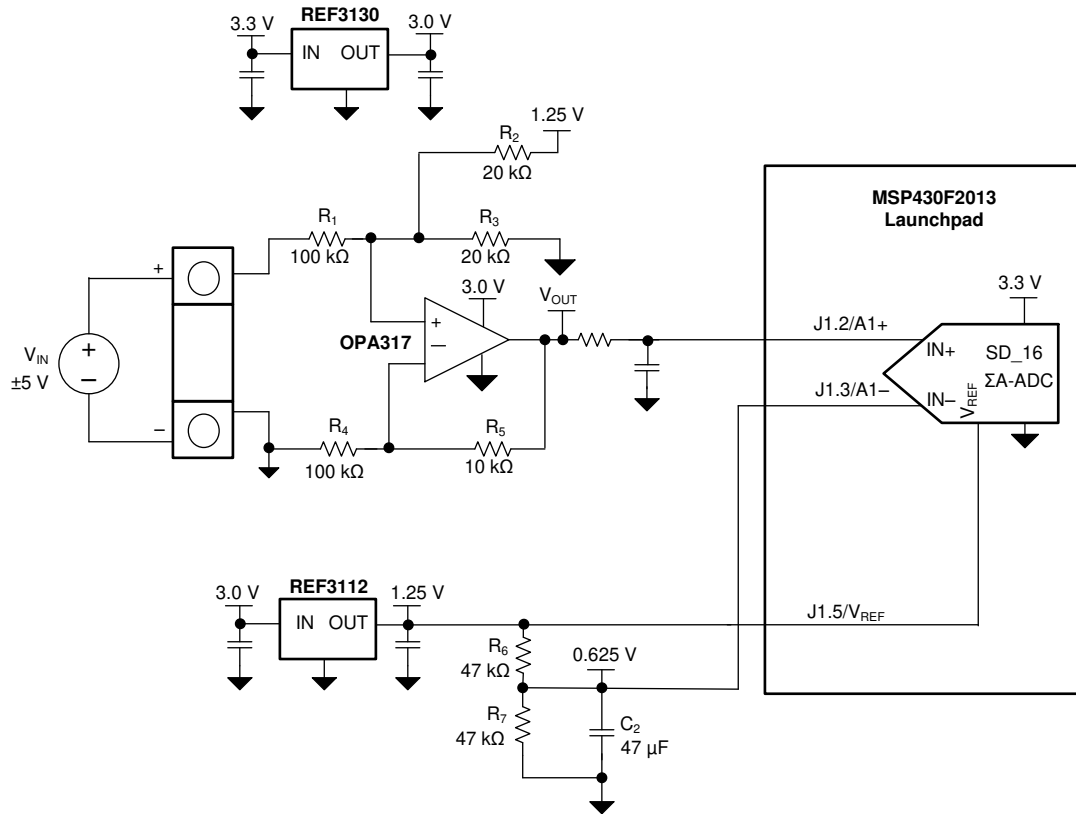 REF3130
3.3 V
3.0 V
IN OUT
1.25 V
R2
20 kΩ
R1
100 kΩ
R3
20 kΩ
MSP430F2013
Launchpad
+
3.0 V
VOUT
3.3 V
J1.2/A1+
+
−
OPA317
IN+
SD_16
ΣA-ADC
VIN
±5 V
+
−
J1.3/A1−
IN−
VREF
−
R4
100 kΩ
R5
10 kΩ
REF3112
3.0 V
1.25 V
IN OUT
J1.5/VREF
R6
47 kΩ
0.625 V
R7
47 kΩ
C2
47 µF